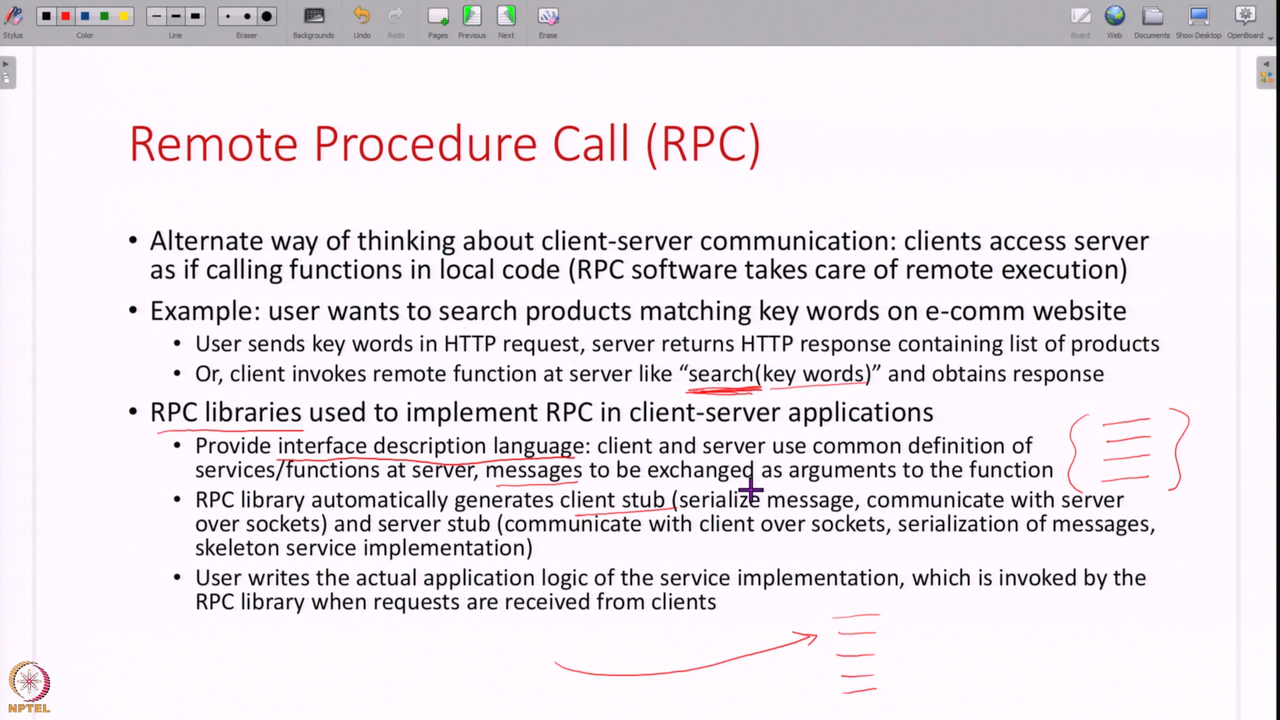 Stylus
Color
Line
Eraser
Backgrounds
Undo
Redo
Pages
Previous
Next
Erase
Board
Web
Documents
Show Desktop
OpenBoard
Remote Procedure Call (RPC)
• Alternate way of thinking about client-server communication: clients access server
as if calling functions in local code (RPC software takes care of remote execution)
• Example: user wants to search products matching key words on e-comm website
• User sends key words in HTTP request, server returns HTTP response containing list of products
• Or, client invokes remote function at server like “search(key words)” and obtains response
• RPC libraries used to implement RPC in client-server applications
• Provide interface description language: client and server use common definition of
services/functions at server, messages to be exchanged as arguments to the function
• RPC library automatically generates client stub (serialize message, communicate with server
over sockets) and server stub (communicate with client over sockets, serialization of messages,
skeleton service implementation)
• User writes the actual application logic of the service implementation, which is invoked by the
RPC library when requests are received from clients
NPTEL